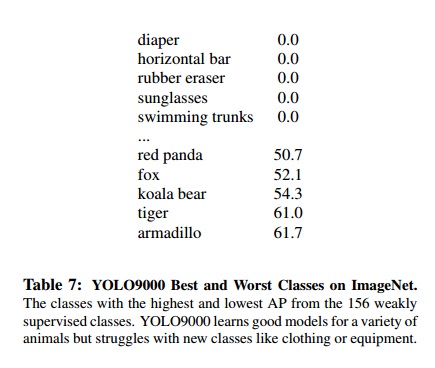 diaper 0.0
horizontal bar 0.0
rubber eraser 0.0
sunglasses 0.0
swimming trunks 0.0
...
red panda 50.7
fox 52.1
koala bear 54.3
tiger 61.0
armadillo 61.7
Table 7: YOLO9000 Best and Worst Classes on ImageNet.
The classes with the highest and lowest AP from the 156 weakly
supervised classes. YOLO9000 learns good models for a variety of
animals but struggles with new classes like clothing or equipment.